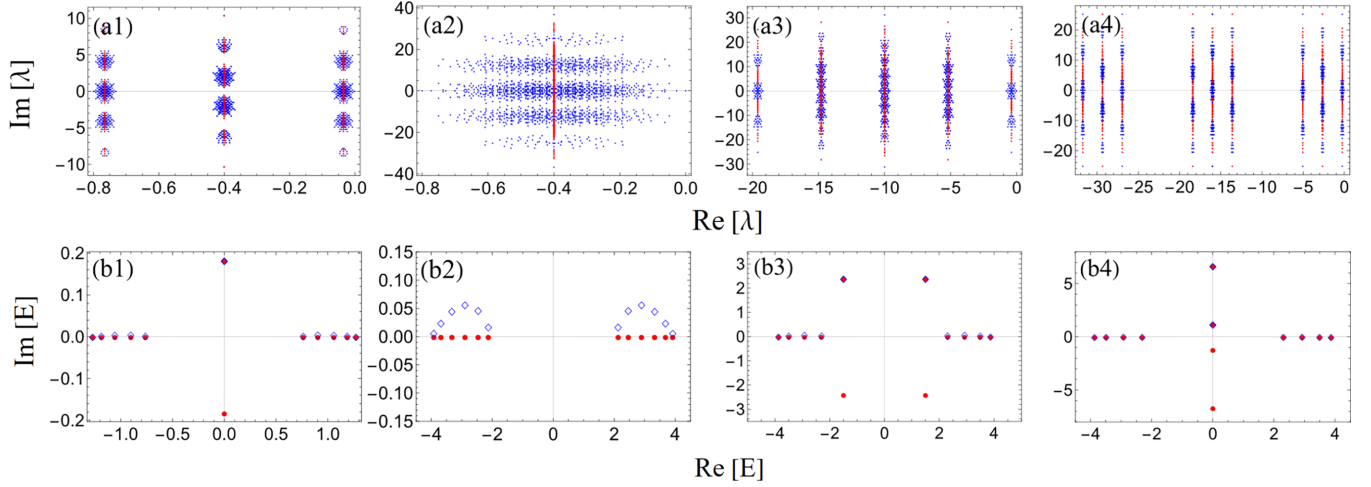 (a1) (a2) (a3) (a4)
10 5 0 −5 −10
40 20 0 −20 −40
30 20 10 0 −10 −20 −30
20 10 0 −10 −20
Im [λ]
−0.8 −0.6 −0.4 −0.2 0.0
−0.8 −0.6 −0.4 −0.2 0.0
−20 −15 −10 −5 0
−30 −25 −20 −15 −10 −5 0
Re [λ]
(b1) (b2) (b3) (b4)
0.2 0.1 0.0 −0.1 −0.2
0.15 0.10 0.05 0.00 −0.05 −0.10 −0.15
3 2 1 0 −1 −2 −3
5 0 −5
Im [E]
−1.0 −0.5 0.0 0.5 1.0
−4 −2 0 2 4
−4 −2 0 2 4
−4 −2 0 2 4
Re [E]